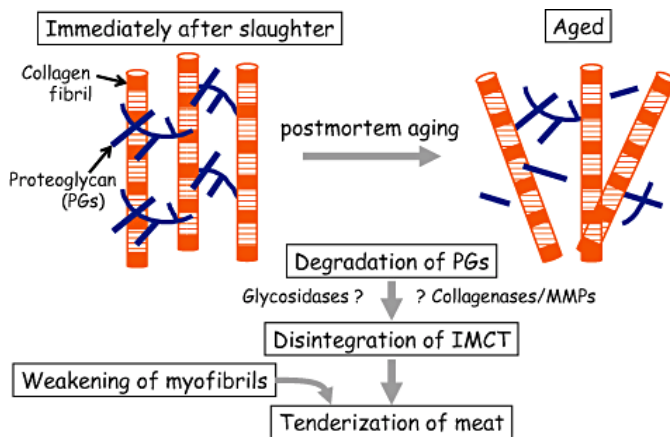 Immediately after slaughter
Aged
Collagen
fibril
postmortem aging
Proteoglycan
(PGs)
Degradation of PGs
Glycosidases ?
? Collagenases/MMPs
Disintegration of IMCT
Weakening of myofibrils
Tenderization of meat